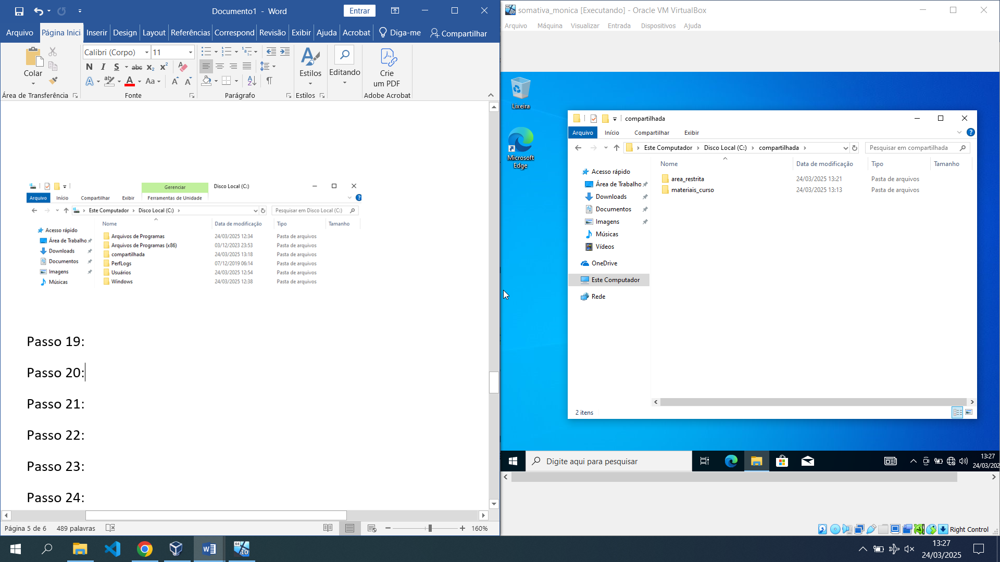 Documento1 - Word
Entrar
Arquivo
Página Inici
Inserir
Design
Layout
Referências
Correspond
Revisão
Exibir
Ajuda
Acrobat
Diga-me
Compartilhar
Colar
Calibri (Corpo)
11
N I S abc x₂ x²
A aby A Aa A A
Estilos
Editando
Crie
um PDF
Área de Transferência
Fonte
Parágrafo
Estilos
Adobe Acrobat
Gerenciar
Disco Local (C:)
Arquivo
Início
Compartilhar
Exibir
Ferramentas de Unidade
Este Computador
Disco Local (C:)
Pesquisar em Disco Local (C:)
Nome
Data de modificação
Tipo
Tamanho
Acesso rápido
Área de Trabalho
Downloads
Documentos
Imagens
Músicas
Arquivos de Programas 24/03/2025 12:34 Pasta de arquivos
Arquivos de Programas (x86) 03/12/2023 23:53 Pasta de arquivos
compartilhada 24/03/2025 13:18 Pasta de arquivos
PerfLogs 07/12/2019 06:14 Pasta de arquivos
Usuários 24/03/2025 12:54 Pasta de arquivos
Windows 24/03/2025 12:38 Pasta de arquivos
Passo 19:
Passo 20:
Passo 21:
Passo 22:
Passo 23:
Passo 24:
Página 5 de 6
489 palavras
160%
somativa_monica [Executando] - Oracle VM VirtualBox
Arquivo
Máquina
Visualizar
Entrada
Dispositivos
Ajuda
Lixeira
Microsoft
Edge
compartilhada
Arquivo
Início
Compartilhar
Exibir
Este Computador
Disco Local (C:)
compartilhada
Pesquisar em compartilhada
Nome
Data de modificação
Tipo
Tamanho
Acesso rápido
Área de Trabalho
Downloads
Documentos
Imagens
Músicas
Vídeos
OneDrive
Este Computador
Rede
area_restrita 24/03/2025 13:21 Pasta de arquivos
materiais_curso 24/03/2025 13:13 Pasta de arquivos
2 itens
Digite aqui para pesquisar
13:27
24/03/202
Right Control
13:27
24/03/2025